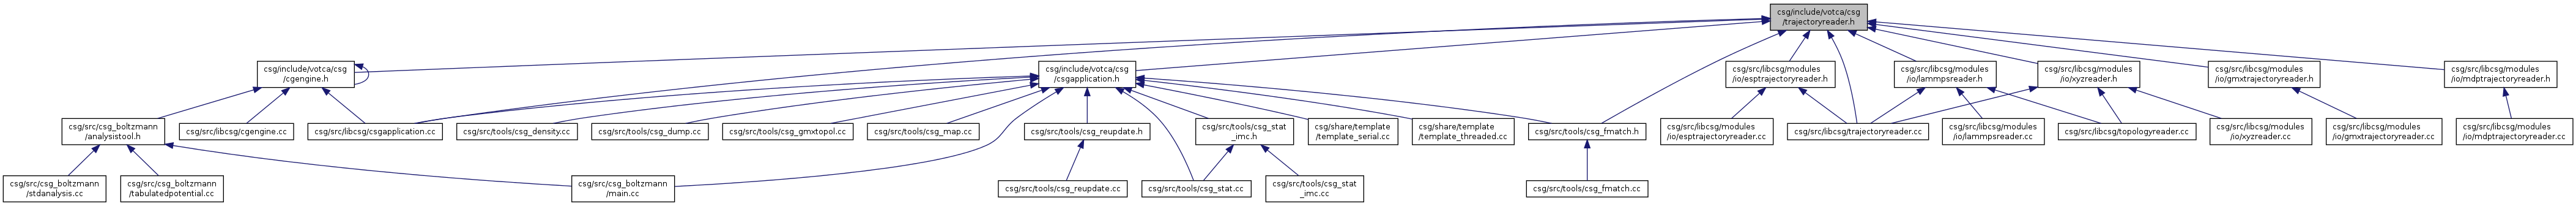 csg/include/votca/csg
/trajectoryreader.h
csg/include/votca/csg
/cgengine.h
csg/include/votca/csg
/csgapplication.h
csg/src/libcsg/modules
/io/esptrajectoryreader.h
csg/src/libcsg/modules
/io/lammpsreader.h
csg/src/libcsg/modules
/io/xyzreader.h
csg/src/libcsg/modules
/io/gmxtrajectoryreader.h
csg/src/libcsg/modules
/io/mdptrajectoryreader.h
csg/src/csg_boltzmann
/analysistool.h
csg/src/libcsg/cgengine.cc
csg/src/libcsg/csgapplication.cc
csg/src/tools/csg_density.cc
csg/src/tools/csg_dump.cc
csg/src/tools/csg_gmxtopol.cc
csg/src/tools/csg_map.cc
csg/src/tools/csg_reupdate.h
csg/src/tools/csg_stat
_imc.h
csg/share/template
/template_serial.cc
csg/share/template
/template_threaded.cc
csg/src/tools/csg_fmatch.h
csg/src/libcsg/modules
/io/esptrajectoryreader.cc
csg/src/libcsg/trajectoryreader.cc
csg/src/libcsg/modules
/io/lammpsreader.cc
csg/src/libcsg/topologyreader.cc
csg/src/libcsg/modules
/io/xyzreader.cc
csg/src/libcsg/modules
/io/gmxtrajectoryreader.cc
csg/src/libcsg/modules
/io/mdptrajectoryreader.cc
csg/src/csg_boltzmann
/stdanalysis.cc
csg/src/csg_boltzmann
/tabulatedpotential.cc
csg/src/csg_boltzmann
/main.cc
csg/src/tools/csg_reupdate.cc
csg/src/tools/csg_stat.cc
csg/src/tools/csg_stat
_imc.cc
csg/src/tools/csg_fmatch.cc